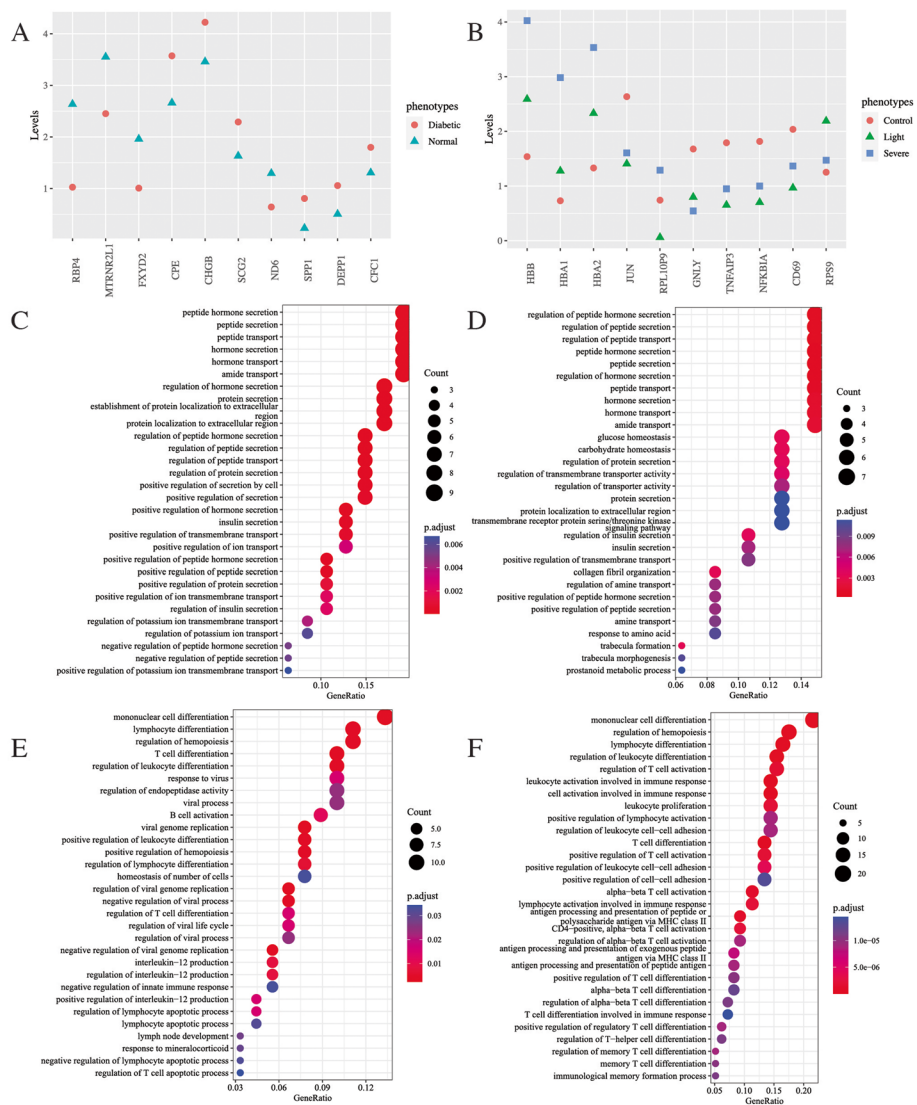 A
4
3
2
1
Levels
RBP4
MTRNR2L1
FXYD2
CPE
CHGB
SCG2
ND6
SPP1
DEPP1
CFC1
phenotypes
Diabetic
Normal
B
4
3
2
1
0
Levels
HBB
HBA1
HBA2
JUN
RPL10P9
GNLY
TNFAIP3
NFKBIA
CD69
RPS9
phenotypes
Control
Light
Severe
C
peptide hormone secretion
peptide secretion
peptide transport
hormone secretion
hormone transport
amide transport
regulation of hormone secretion
protein secretion
establishment of protein localization to extracellular
region
protein localization to extracellular region
regulation of peptide hormone secretion
regulation of peptide secretion
regulation of peptide transport
regulation of protein secretion
positive regulation of secretion by cell
positive regulation of secretion
positive regulation of hormone secretion
insulin secretion
positive regulation of transmembrane transport
positive regulation of ion transport
positive regulation of peptide hormone secretion
positive regulation of peptide secretion
positive regulation of protein secretion
positive regulation of ion transmembrane transport
regulation of insulin secretion
regulation of potassium ion transmembrane transport
regulation of potassium ion transport
negative regulation of peptide hormone secretion
negative regulation of peptide secretion
positive regulation of potassium ion transmembrane transport
0.10 0.15
GeneRatio
Count
3
4
5
6
7
8
9
p.adjust
0.006
0.004
0.002
D
regulation of peptide hormone secretion
regulation of peptide secretion
regulation of peptide transport
peptide hormone secretion
peptide secretion
regulation of hormone secretion
peptide transport
hormone secretion
hormone transport
amide transport
glucose homeostasis
carbohydrate homeostasis
regulation of protein secretion
regulation of transmembrane transporter activity
regulation of transporter activity
protein secretion
protein localization to extracellular region
transmembrane receptor protein serine/threonine kinase
signaling pathway
regulation of insulin secretion
insulin secretion
positive regulation of transmembrane transport
collagen fibril organization
regulation of amine transport
positive regulation of peptide hormone secretion
positive regulation of peptide secretion
amine transport
response to amino acid
trabecula formation
trabecula morphogenesis
prostanoid metabolic process
0.06 0.08 0.10 0.12 0.14
GeneRatio
Count
3
4
5
6
7
p.adjust
0.009
0.003
E
mononuclear cell differentiation
lymphocyte differentiation
regulation of hemopoiesis
T cell differentiation
regulation of leukocyte differentiation
response to virus
regulation of endopeptidase activity
viral process
B cell activation
viral genome replication
positive regulation of leukocyte differentiation
positive regulation of hemopoiesis
regulation of lymphocyte differentiation
homeostasis of number of cells
regulation of viral genome replication
negative regulation of viral process
regulation of T cell differentiation
regulation of viral life cycle
regulation of viral process
negative regulation of viral genome replication
interleukin−12 production
regulation of interleukin−12 production
negative regulation of innate immune response
positive regulation of interleukin−12 production
regulation of lymphocyte apoptotic process
lymphocyte apoptotic process
lymph node development
response to mineralocorticoid
negative regulation of lymphocyte apoptotic process
regulation of T cell apoptotic process
0.03 0.06 0.09 0.12
GeneRatio
Count
5.0
7.5
10.0
p.adjust
0.03
0.02
0.01
F
mononuclear cell differentiation
regulation of hemopoiesis
lymphocyte differentiation
regulation of leukocyte differentiation
regulation of T cell activation
leukocyte activation involved in immune response
cell activation involved in immune response
leukocyte proliferation
positive regulation of lymphocyte activation
regulation of leukocyte cell−cell adhesion
T cell differentiation
positive regulation of T cell activation
positive regulation of leukocyte cell−cell adhesion
positive regulation of cell−cell adhesion
alpha−beta T cell activation
lymphocyte activation involved in immune response
antigen processing and presentation of peptide or
polysaccharide antigen via MHC class II
CD4−positive, alpha−beta T cell activation
regulation of alpha−beta T cell activation
antigen processing and presentation of exogenous peptide
antigen via MHC class II
antigen processing and presentation of peptide antigen
positive regulation of T cell differentiation
alpha−beta T cell differentiation
regulation of alpha−beta T cell differentiation
T cell differentiation involved in immune response
positive regulation of regulatory T cell differentiation
regulation of T−helper cell differentiation
regulation of memory T cell differentiation
memory T cell differentiation
immunological memory formation process
0.05 0.10 0.15 0.20
GeneRatio
Count
5
10
15
20
p.adjust
1.0e−05
5.0e−06